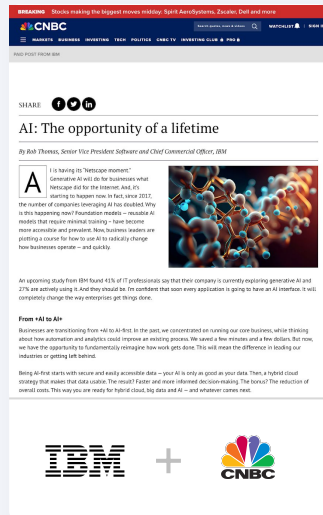 BREAKING Stocks making the biggest moves midday: Spirit AeroSystems, Zscaler, Dell and more
CNBC
Search quotes, news & videos
WATCHLIST
SIGN IN
MARKETS BUSINESS INVESTING TECH POLITICS CNBC TV INVESTING CLUB PRO
PAID POST FROM IBM
SHARE
AI: The opportunity of a lifetime
By Rob Thomas, Senior Vice President Software and Chief Commercial Officer, IBM
AI is having its "Netscape moment."
Generative AI will do for businesses what
Netscape did for the Internet. And, it's
starting to happen now. In fact, since 2017,
the number of companies leveraging AI has doubled. Why
is this happening now? Foundation models — reusable AI
models that require minimal training – have become
more accessible and prevalent. Now, business leaders are
plotting a course for how to use AI to radically change
how businesses operate — and quickly.
An upcoming study from IBM found 41% of IT professionals say that their company is currently exploring generative AI and
27% are actively using it. And they should be. I'm confident that soon every application is going to have an AI interface. It will
completely change the way enterprises get things done.
From +AI to AI+
Businesses are transitioning from +AI to AI-first. In the past, we concentrated on running our core business, while thinking
about how automation and analytics could improve an existing process. We saved a few minutes and a few dollars. But now,
we have the opportunity to fundamentally reimagine how work gets done. This will mean the difference in leading our
industries or getting left behind.
Being AI-first starts with secure and easily accessible data — your AI is only as good as your data. Then, a hybrid cloud
strategy that makes that data usable. The result? Faster and more informed decision-making. The bonus? The reduction of
overall costs. This way you are ready for hybrid cloud, big data and AI — and whatever comes next.
IBM + CNBC